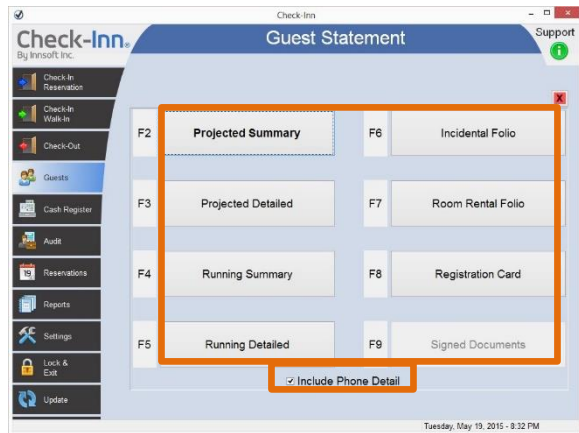 Check-Inn
Check-Inn®
By Innsoft Inc.
Guest Statement
Support
Check-In
Reservation
Check-In
Walk-In
Check-Out
Guests
Cash Register
Audit
19
Reservations
Reports
Settings
Lock &
Exit
Update
X
F2 Projected Summary F6 Incidental Folio
F3 Projected Detailed F7 Room Rental Folio
F4 Running Summary F8 Registration Card
F5 Running Detailed F9 Signed Documents
Include Phone Detail
Tuesday, May 19, 2015 - 8:32 PM